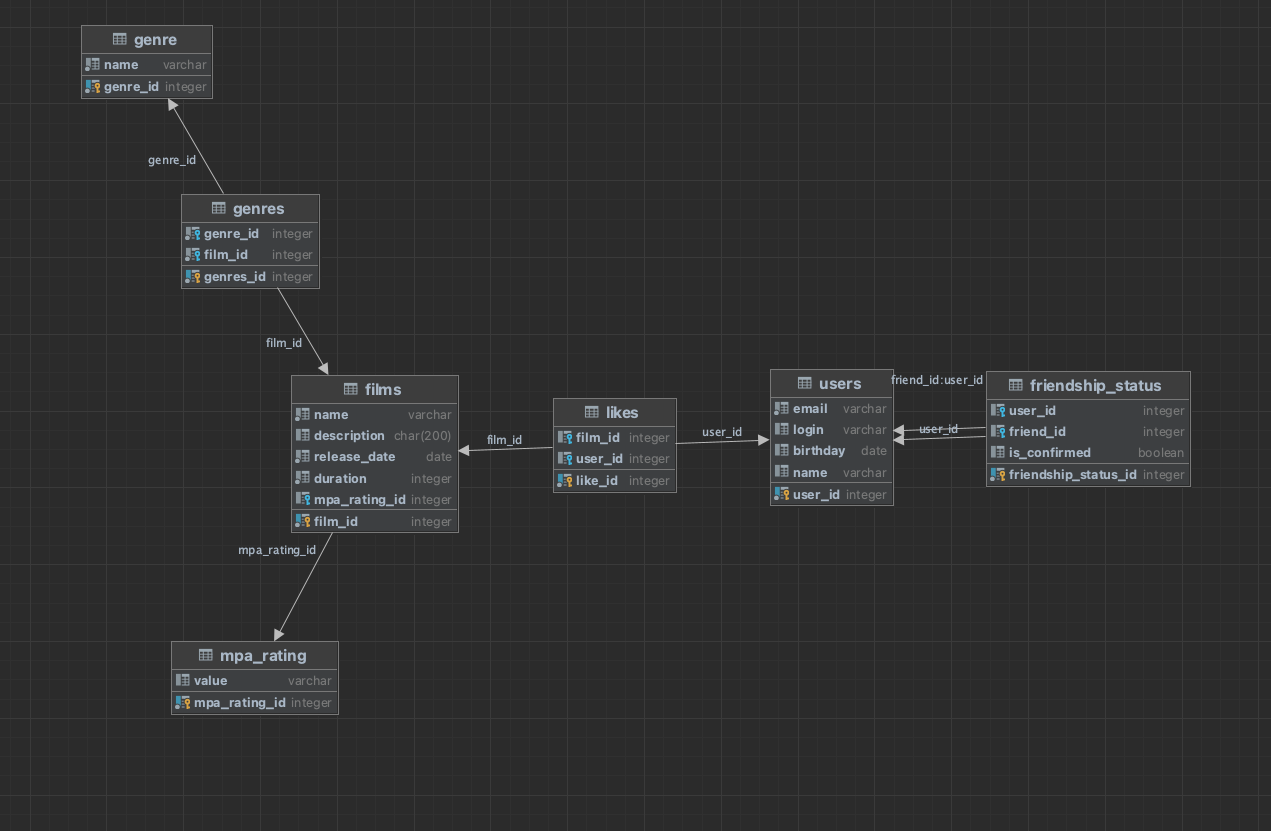 genre
name varchar
genre_id integer
genre_id
genres
genre_id integer
film_id integer
genres_id integer
film_id
films
name varchar
description char(200)
release_date date
duration integer
mpa_rating_id integer
film_id integer
mpa_rating_id
mpa_rating
value varchar
mpa_rating_id integer
film_id
likes
film_id integer
user_id integer
like_id integer
user_id
users
email varchar
login varchar
birthday date
name varchar
user_id integer
friend_id:user_id
user_id
friendship_status
user_id integer
friend_id integer
is_confirmed boolean
friendship_status_id integer